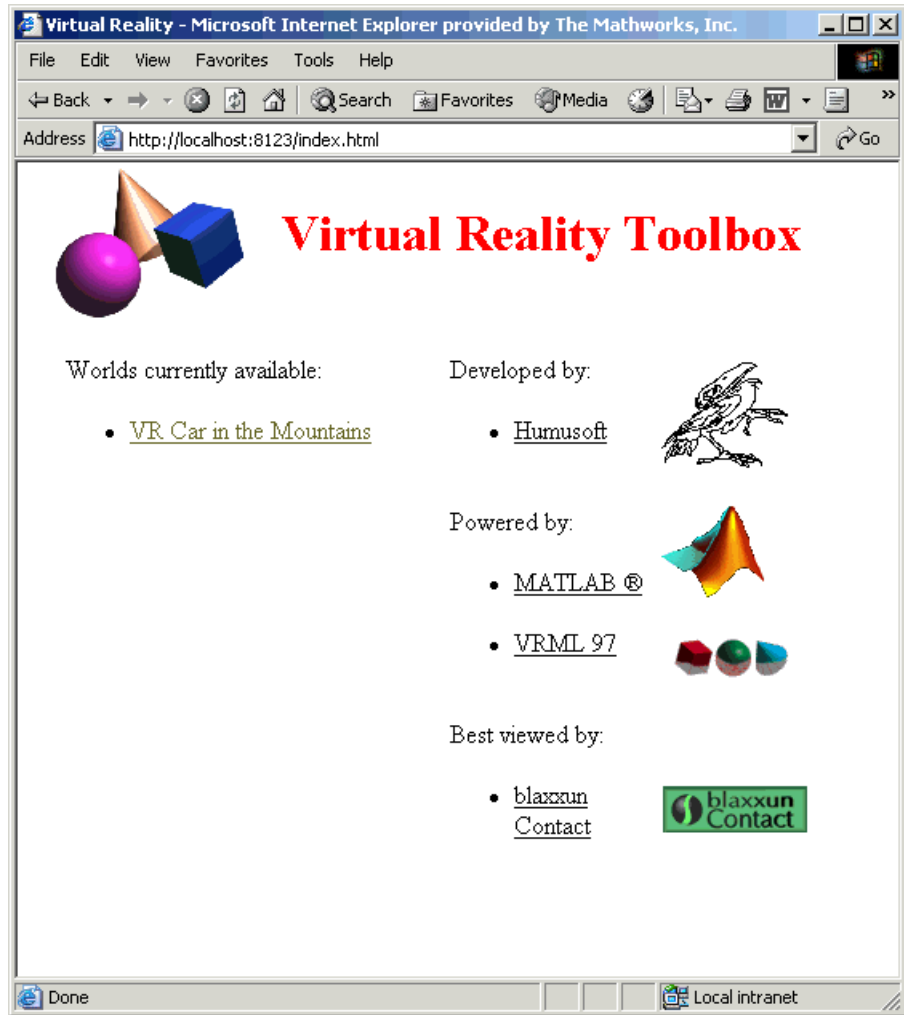 Virtual Reality - Microsoft Internet Explorer provided by The Mathworks, Inc.
File Edit View Favorites Tools Help
Back Search Favorites Media W »
Address http://localhost:8123/index.html Go
Virtual Reality Toolbox
Worlds currently available:
• VR Car in the Mountains
Developed by:
• Humusoft
Powered by:
• MATLAB ®
• VRML 97
Best viewed by:
• blaxxun
Contact
blaxxun
Contact
Done Local intranet